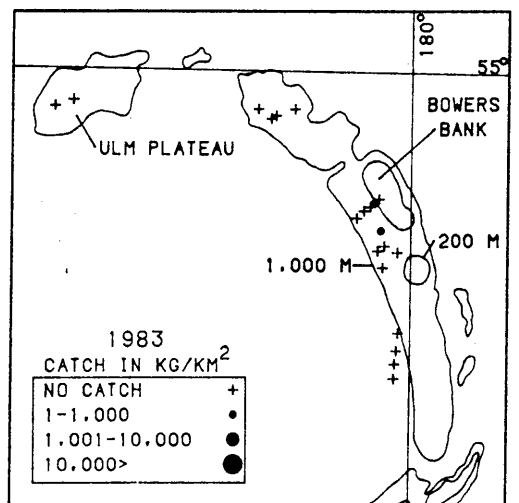 180°
55°
BOWERS
BANK
ULM PLATEAU
200 M
1,000 M
1983
CATCH IN KG/KM2
NO CATCH +
1-1,000
1,001-10,000
10,000>